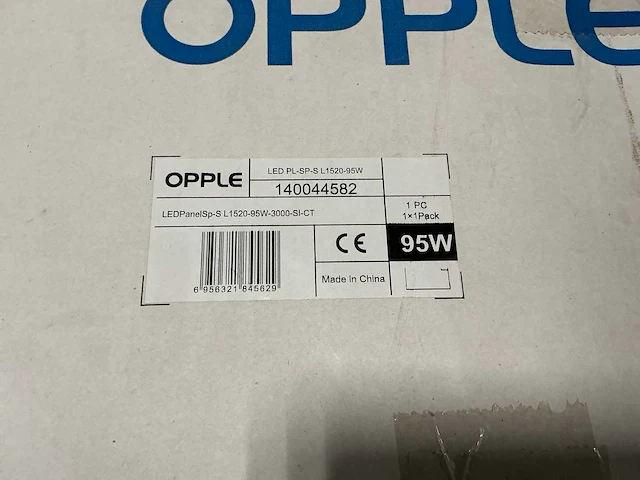 OPPLE
OPPLE
LED PL-SP-S L1520-95W
140044582
LEDPanelSp-S L1520-95W-3000-SI-CT
1 PC
1×1Pack
CE
95W
Made In China
6 956321 845629